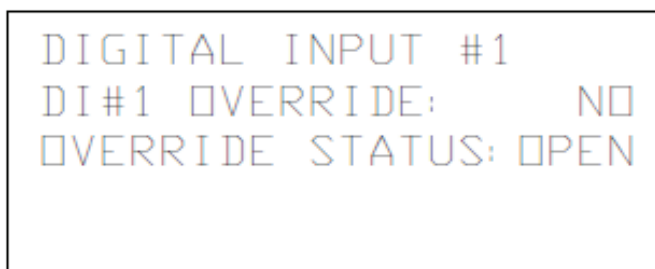 DIGITAL INPUT #1
DI#1 OVERRIDE: NO
OVERRIDE STATUS: OPEN